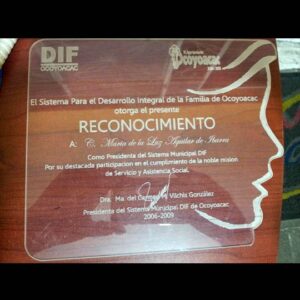 DIF
OCOYOACAC
Ocoyoacac
El Sistema Para el Desarrollo Integral de la Familia de Ocoyoacac
otorga el presente
RECONOCIMIENTO
A: C. María de la Luz Aguilar de Ibarra
Como Presidenta del Sistema Municipal DIF
Por su destacada participacion en el cumplimiento de la noble mision
de Servicio y Asistencia Social.
Dra. Ma. del Carmen Vilchis González
Presidenta del Sistema Municipal DIF de Ocoyoacac
2006-2009